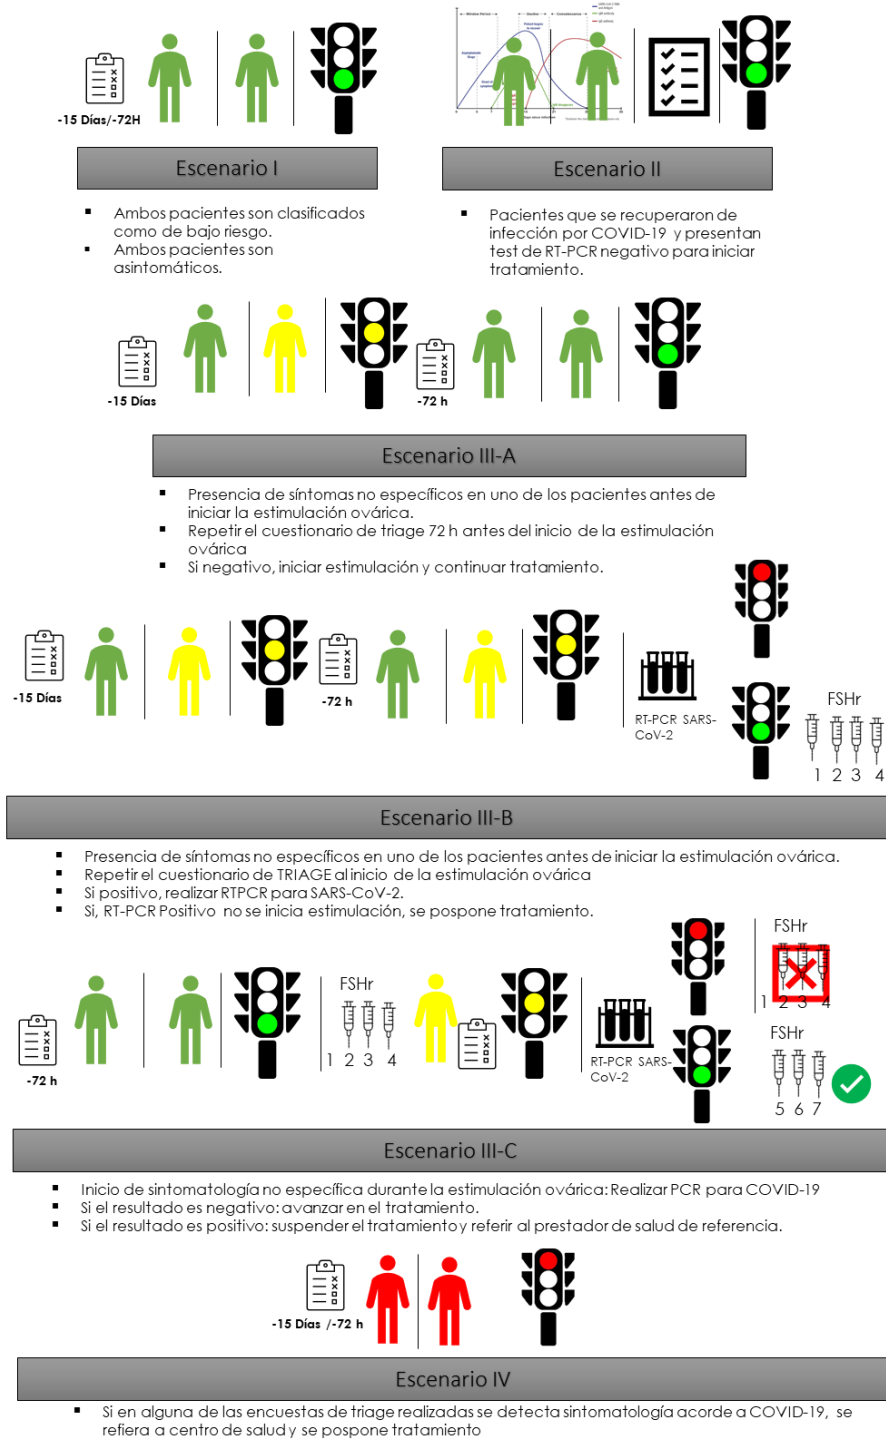 Window Period
Decline
Convalescence
-15 Días/-72H
Escenario I
Escenario II
▪ Ambos pacientes son clasificados
como de bajo riesgo.
▪ Ambos pacientes son
asintomáticos.
▪ Pacientes que se recuperaron de
infección por COVID-19 y presentan
test de RT-PCR negativo para iniciar
tratamiento.
-15 Días
-72 h
Escenario III-A
▪ Presencia de síntomas no específicos en uno de los pacientes antes de
iniciar la estimulación ovárica.
▪ Repetir el cuestionario de triage 72 h antes del inicio de la estimulación
ovárica
▪ Si negativo, iniciar estimulación y continuar tratamiento.
-15 Días
-72 h
RT-PCR SARS-
CoV-2
FSHr
1 2 3 4
Escenario III-B
▪ Presencia de síntomas no específicos en uno de los pacientes antes de iniciar la estimulación ovárica.
▪ Repetir el cuestionario de TRIAGE al inicio de la estimulación ovárica
▪ Si positivo, realizar RTPCR para SARS-CoV-2.
▪ Si, RT-PCR Positivo no se inicia estimulación, se pospone tratamiento.
-72 h
FSHr
1 2 3 4
RT-PCR SARS-
CoV-2
FSHr
1 2 3 4
FSHr
5 6 7
Escenario III-C
▪ Inicio de sintomatología no específica durante la estimulación ovárica: Realizar PCR para COVID-19
▪ Si el resultado es negativo: avanzar en el tratamiento.
▪ Si el resultado es positivo: suspender el tratamiento y referir al prestador de salud de referencia.
-15 Días /-72 h
Escenario IV
▪ Si en alguna de las encuestas de triage realizadas se detecta sintomatología acorde a COVID-19, se
refiera a centro de salud y se pospone tratamiento